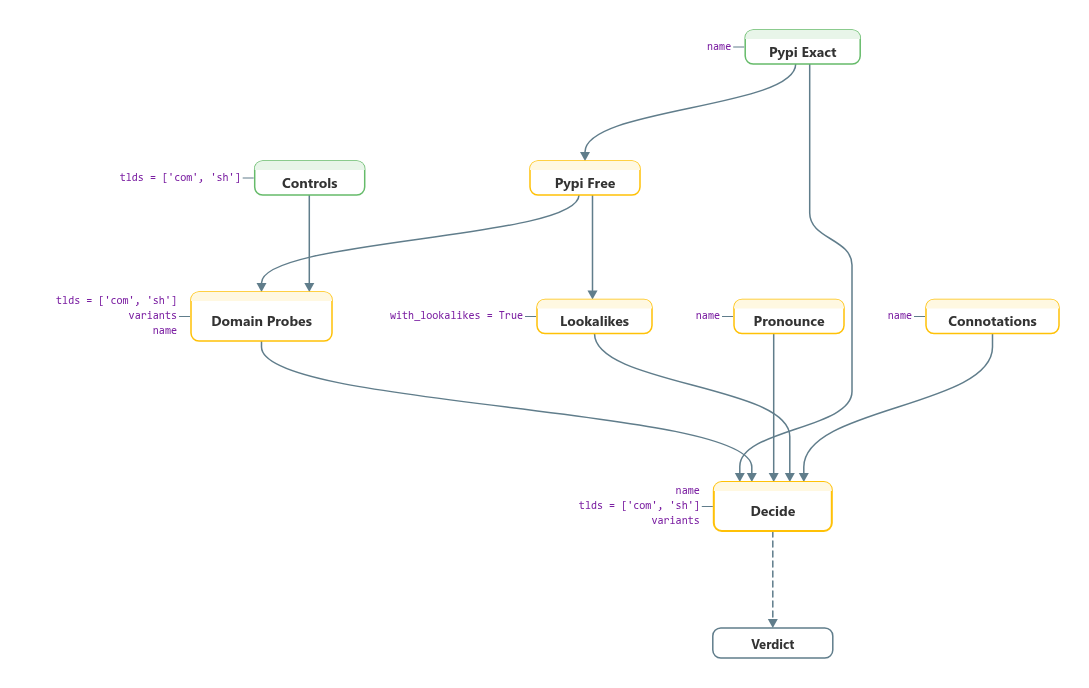 name
Pypi Exact
tlds = ['com', 'sh']
Controls
Pypi Free
tlds = ['com', 'sh']
variants
name
Domain Probes
with_lookalikes = True
Lookalikes
name
Pronounce
name
Connotations
name
tlds = ['com', 'sh']
variants
Decide
Verdict